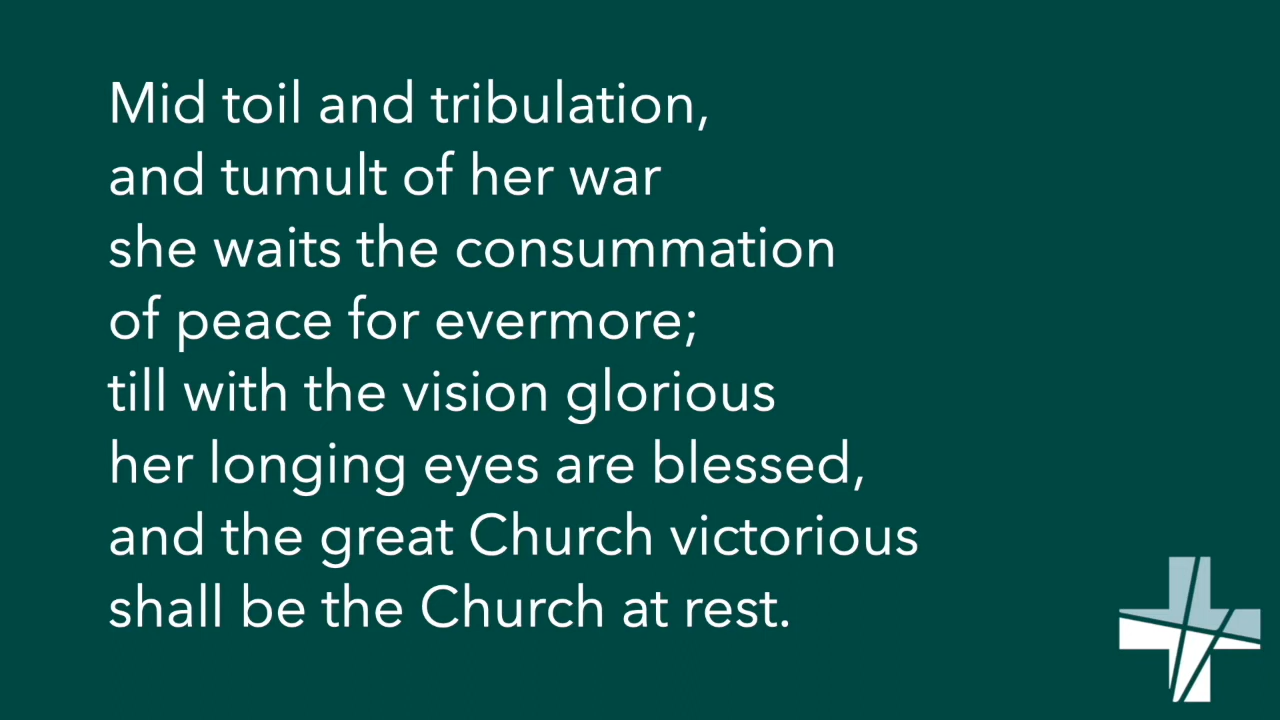 Mid toil and tribulation,
and tumult of her war
she waits the consummation
of peace for evermore;
till with the vision glorious
her longing eyes are blessed,
and the great Church victorious
shall be the Church at rest.